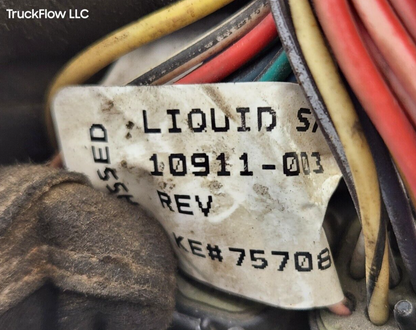 TruckFlow LLC
LIQUID
10911-003
REV
KE#75708